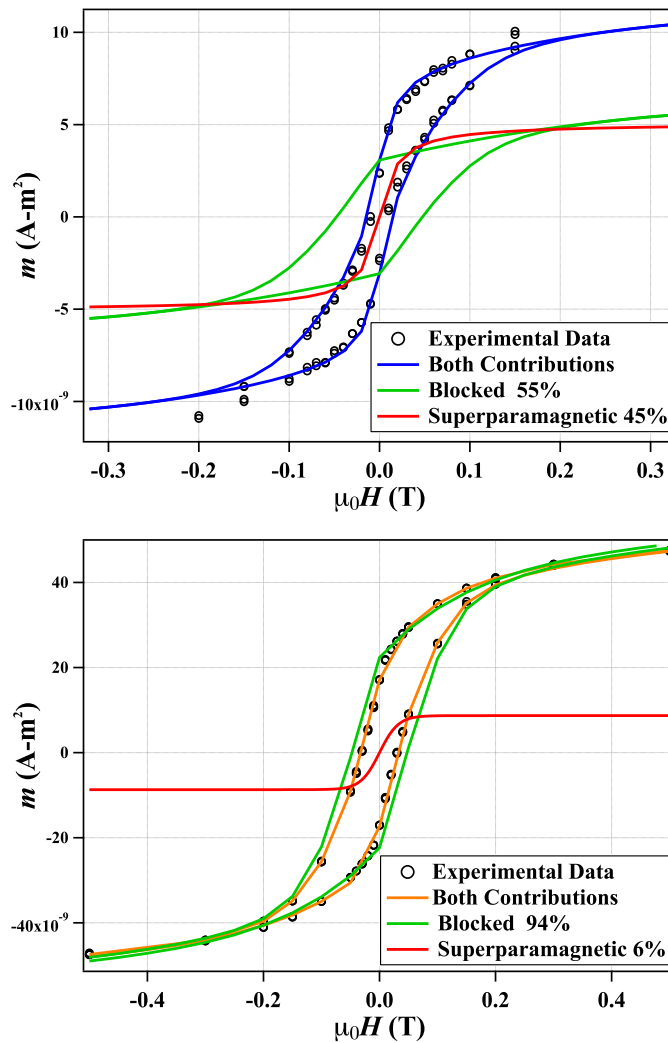 10
5
0
-5
-10x10⁻⁹
m (A-m²)
Experimental Data
Both Contributions
Blocked 55%
Superparamagnetic 45%
-0.3 -0.2 -0.1 0.0 0.1 0.2 0.3
μ₀H (T)
40
20
0
-20
-40x10⁻⁹
m (A-m²)
Experimental Data
Both Contributions
Blocked 94%
Superparamagnetic 6%
-0.4 -0.2 0.0 0.2 0.4
μ₀H (T)